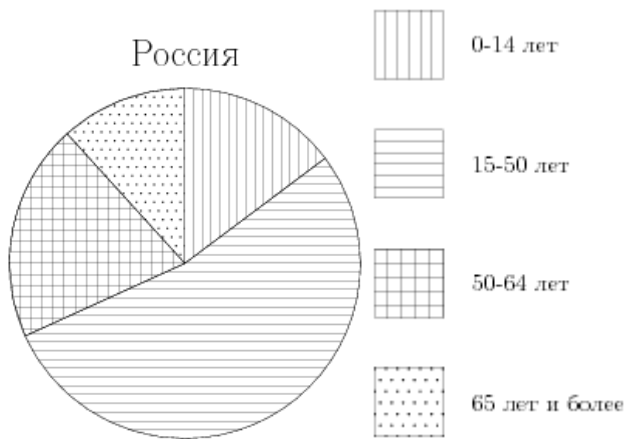 Россия
0-14 лет
15-50 лет
50-64 лет
65 лет и более